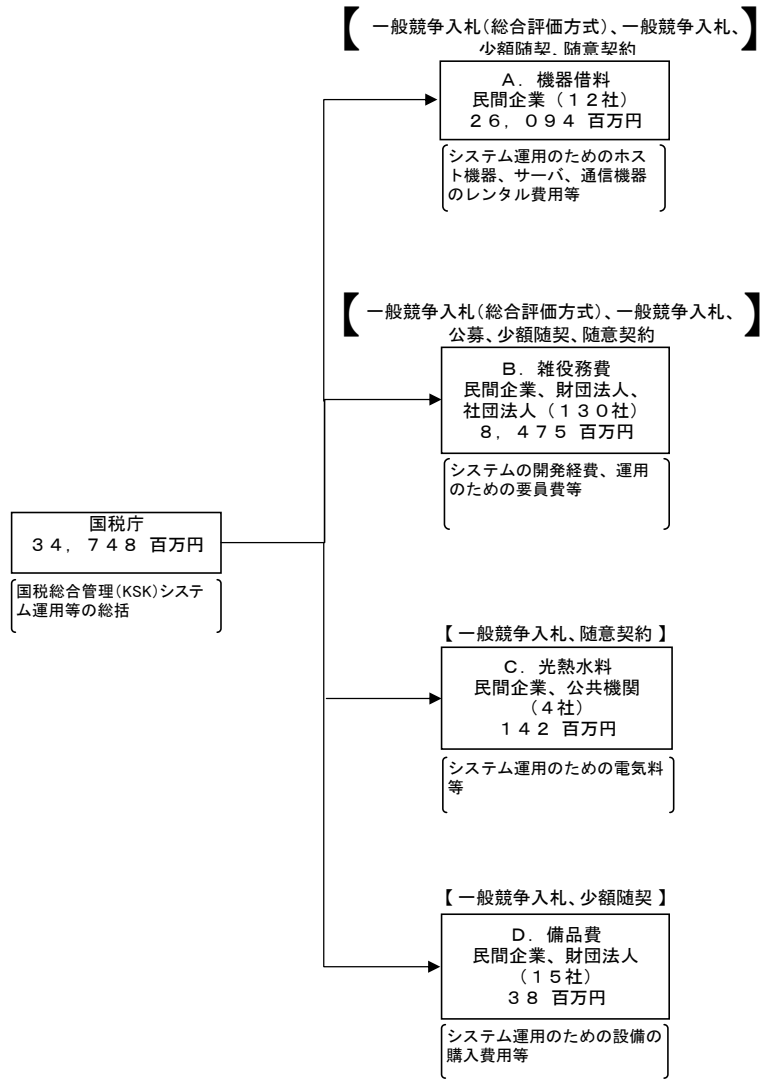 【 一般競争入札(総合評価方式)、一般競争入札、】
少額随契、随意契約
A. 機器借料
民間企業（１２社）
２６，０９４ 百万円
システム運用のためのホス
ト機器、サーバ、通信機器
のレンタル費用等
【 一般競争入札(総合評価方式)、一般競争入札、】
公募、少額随契、随意契約
B. 雑役務費
民間企業、財団法人、
社団法人（１３０社）
８，４７５ 百万円
システムの開発経費、運用
のための要員費等
国税庁
３４，７４８ 百万円
国税総合管理(KSK)システ
ム運用等の総括
【 一般競争入札、随意契約 】
C. 光熱水料
民間企業、公共機関
（４社）
１４２ 百万円
システム運用のための電気料
等
【 一般競争入札、少額随契 】
D. 備品費
民間企業、財団法人
（１５社）
３８ 百万円
システム運用のための設備の
購入費用等